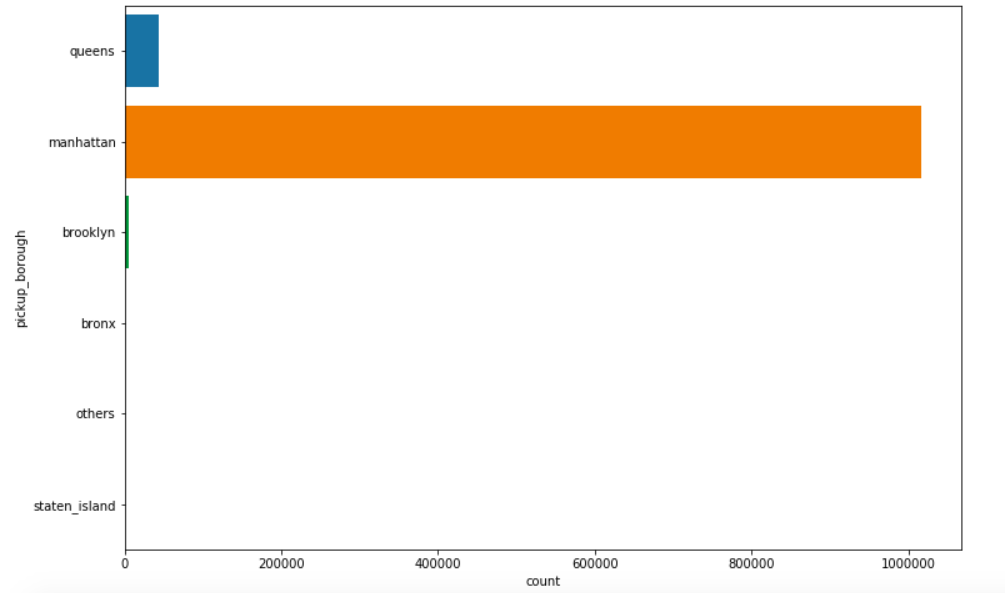 queens
manhattan
brooklyn
bronx
others
staten_island
pickup_borough
0 200000 400000 600000 800000 1000000
count